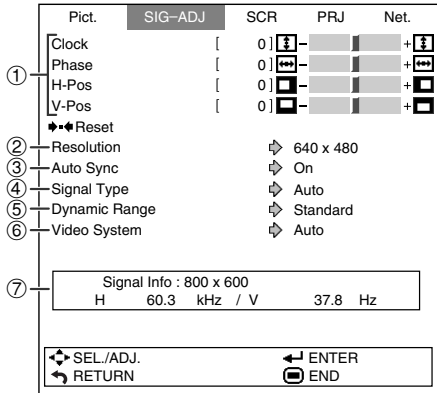 Pict. SIG–ADJ SCR PRJ Net.
① Clock [ 0 ] – +
Phase [ 0 ] – +
H-Pos [ 0 ] – +
V-Pos [ 0 ] – +
Reset
② Resolution 640 x 480
③ Auto Sync On
④ Signal Type Auto
⑤ Dynamic Range Standard
⑥ Video System Auto
⑦ Signal Info : 800 x 600
H 60.3 kHz / V 37.8 Hz
SEL./ADJ. ENTER
RETURN END